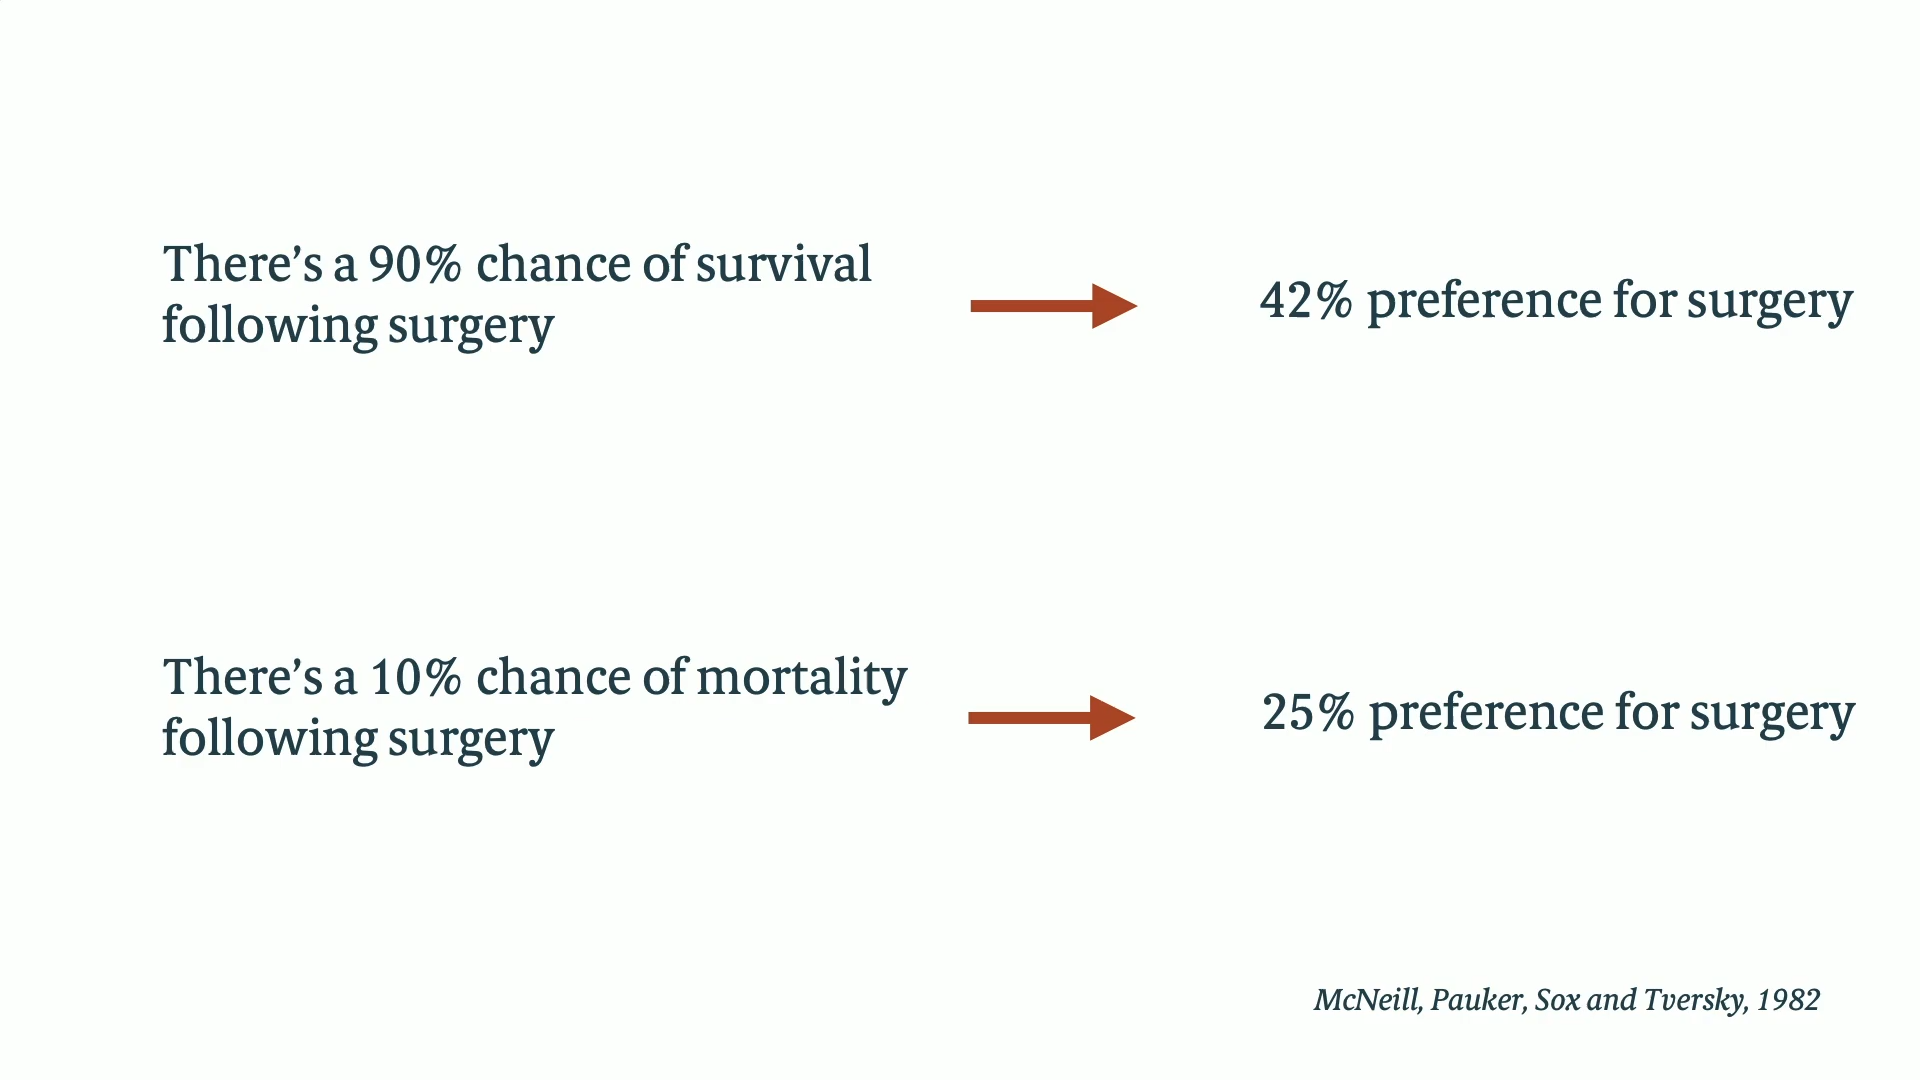 There’s a 90% chance of survival
following surgery
42% preference for surgery
There’s a 10% chance of mortality
following surgery
25% preference for surgery
McNeill, Pauker, Sox and Tversky, 1982